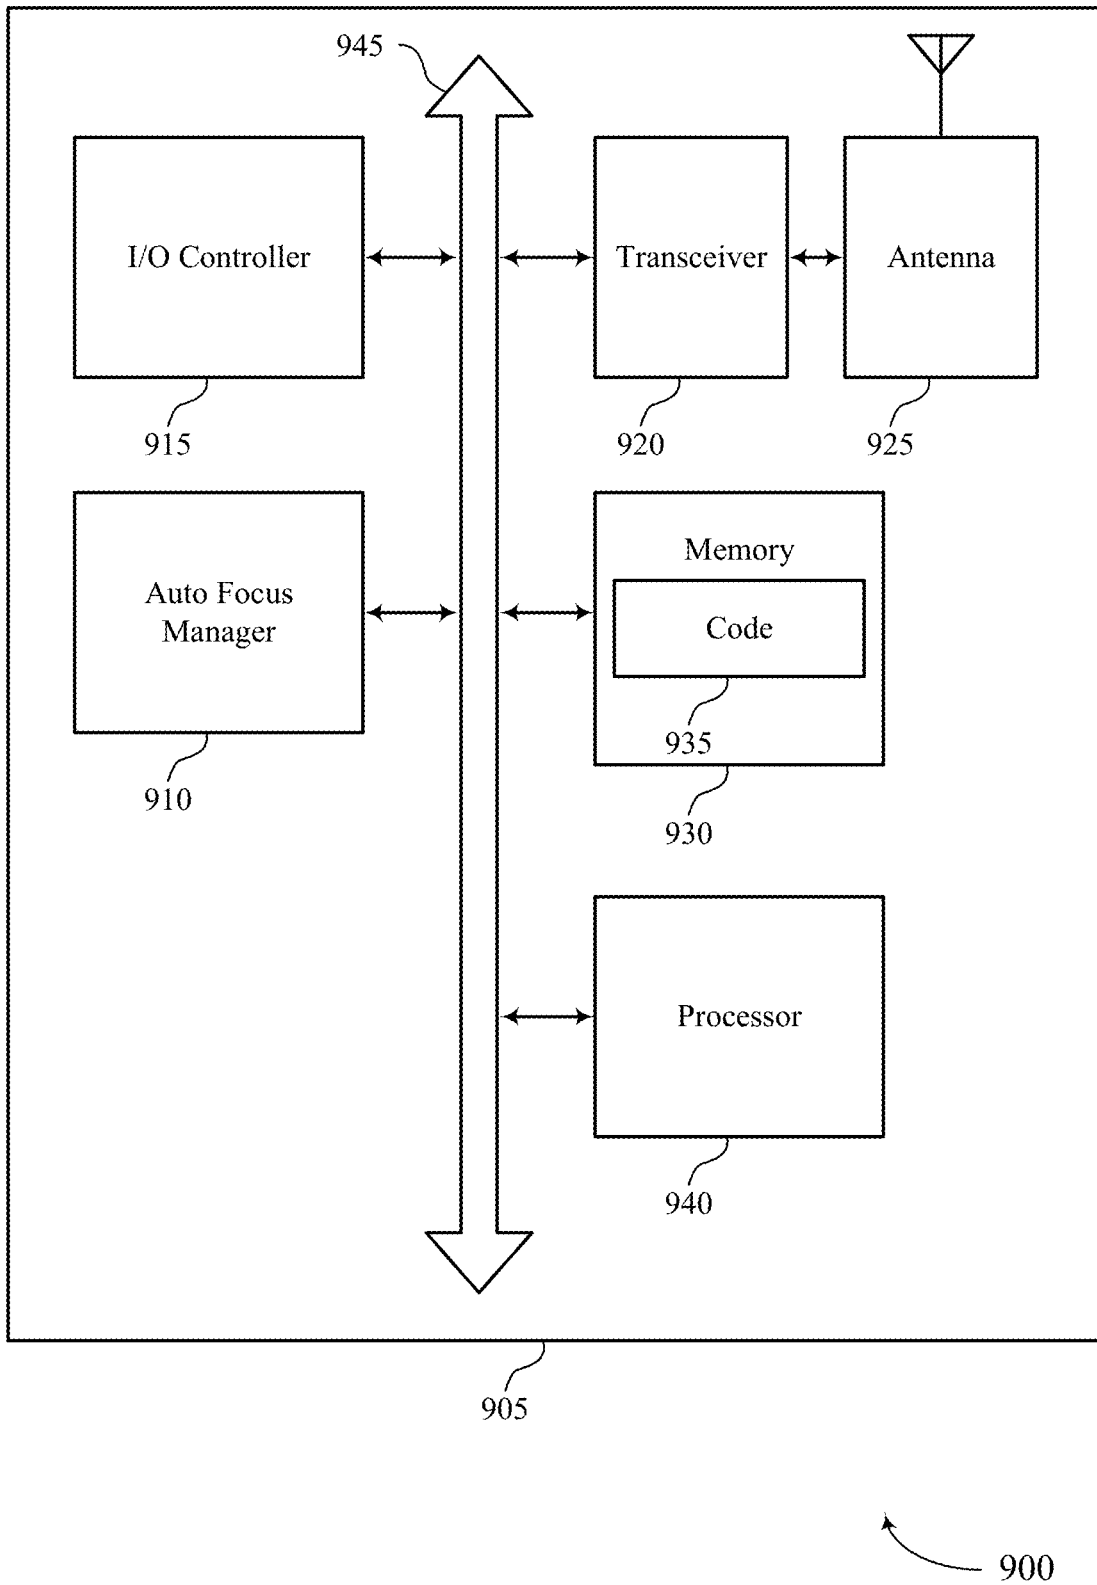 945
I/O Controller
Transceiver
Antenna
915
920
925
Auto Focus
Manager
Memory
Code
935
910
930
Processor
940
905
900